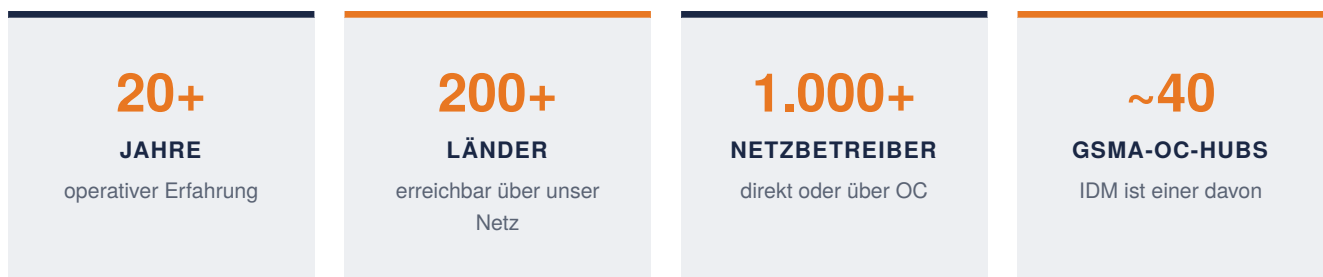 20+
JAHRE
operativer Erfahrung
200+
LÄNDER
erreichbar über unser
Netz
1.000+
NETZBETREIBER
direkt oder über OC
~40
GSMA-OC-HUBS
IDM ist einer davon